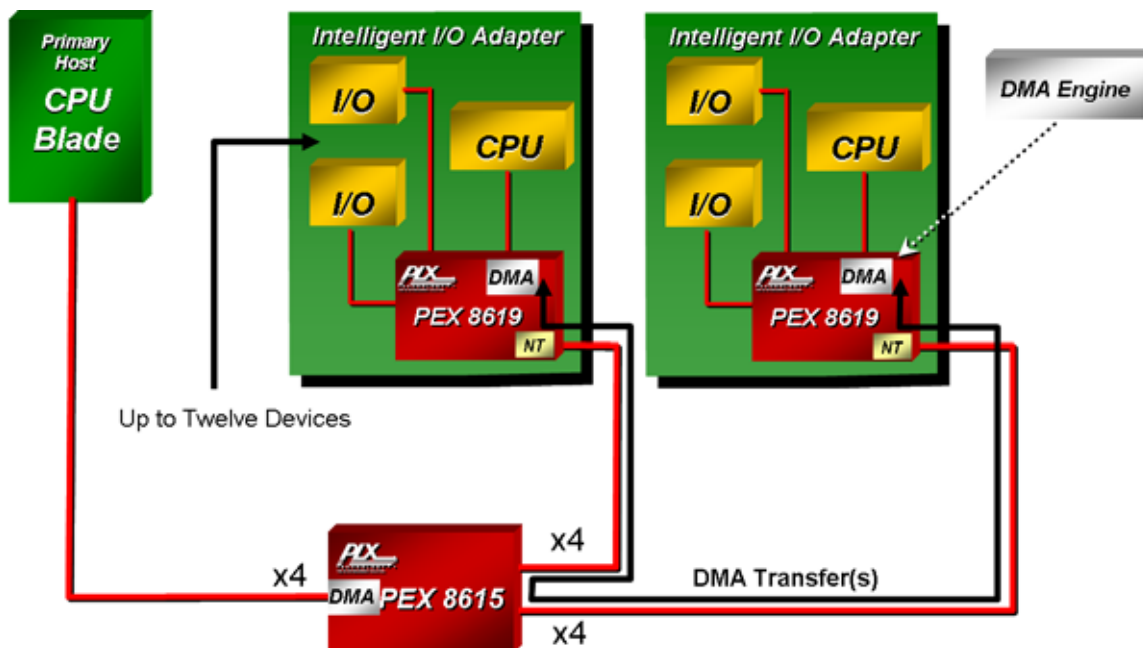 Primary
Host
CPU
Blade
Intelligent I/O Adapter
I/O
CPU
I/O
PLX
DMA
PEX 8619
NT
Intelligent I/O Adapter
I/O
CPU
I/O
PLX
DMA
PEX 8619
NT
DMA Engine
Up to Twelve Devices
x4
PLX
DMA
PEX 8615
x4
x4
DMA Transfer(s)